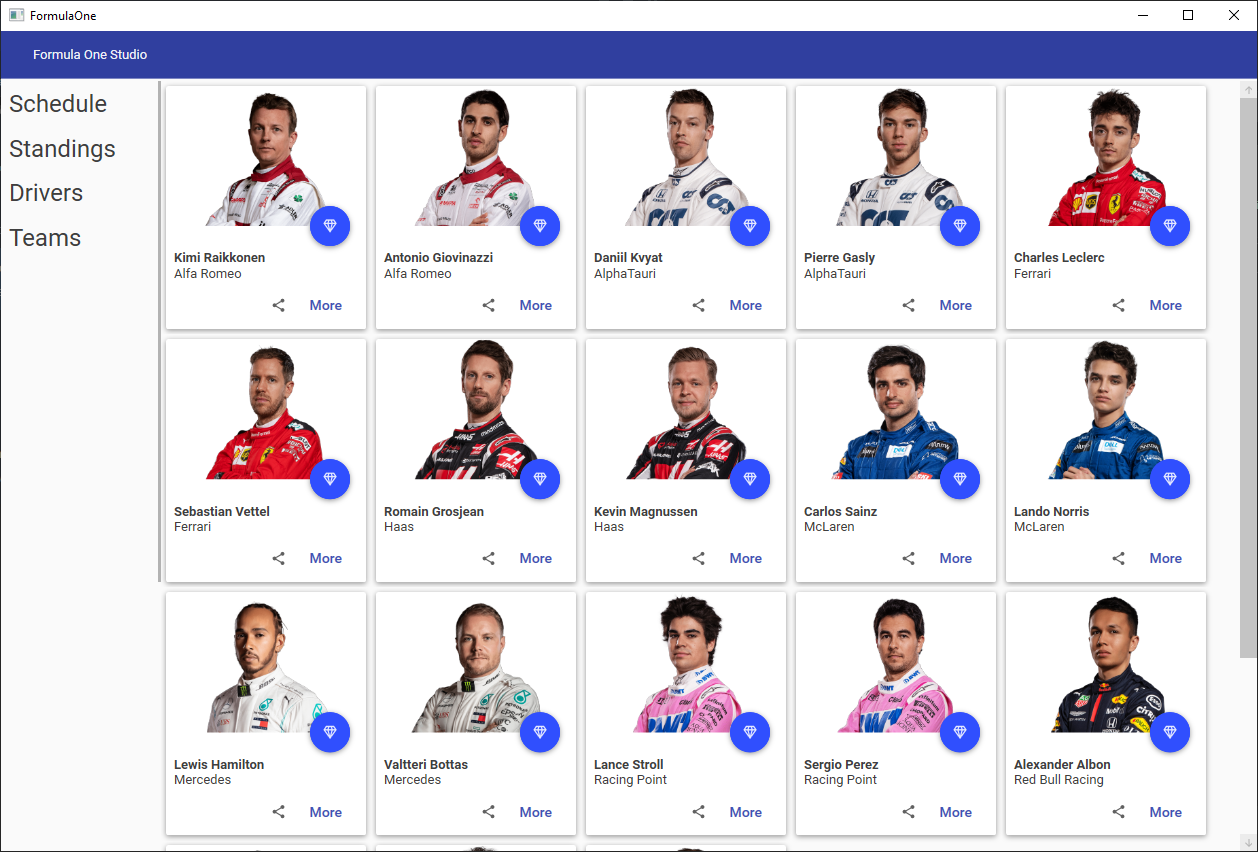 FormulaOne
Formula One Studio
Schedule
Standings
Drivers
Teams
Kimi Raikkonen
Alfa Romeo
More
Antonio Giovinazzi
Alfa Romeo
More
Daniil Kvyat
AlphaTauri
More
Pierre Gasly
AlphaTauri
More
Charles Leclerc
Ferrari
More
Sebastian Vettel
Ferrari
More
Romain Grosjean
Haas
More
Kevin Magnussen
Haas
More
Carlos Sainz
McLaren
More
Lando Norris
McLaren
More
Lewis Hamilton
Mercedes
More
Valtteri Bottas
Mercedes
More
Lance Stroll
Racing Point
More
Sergio Perez
Racing Point
More
Alexander Albon
Red Bull Racing
More